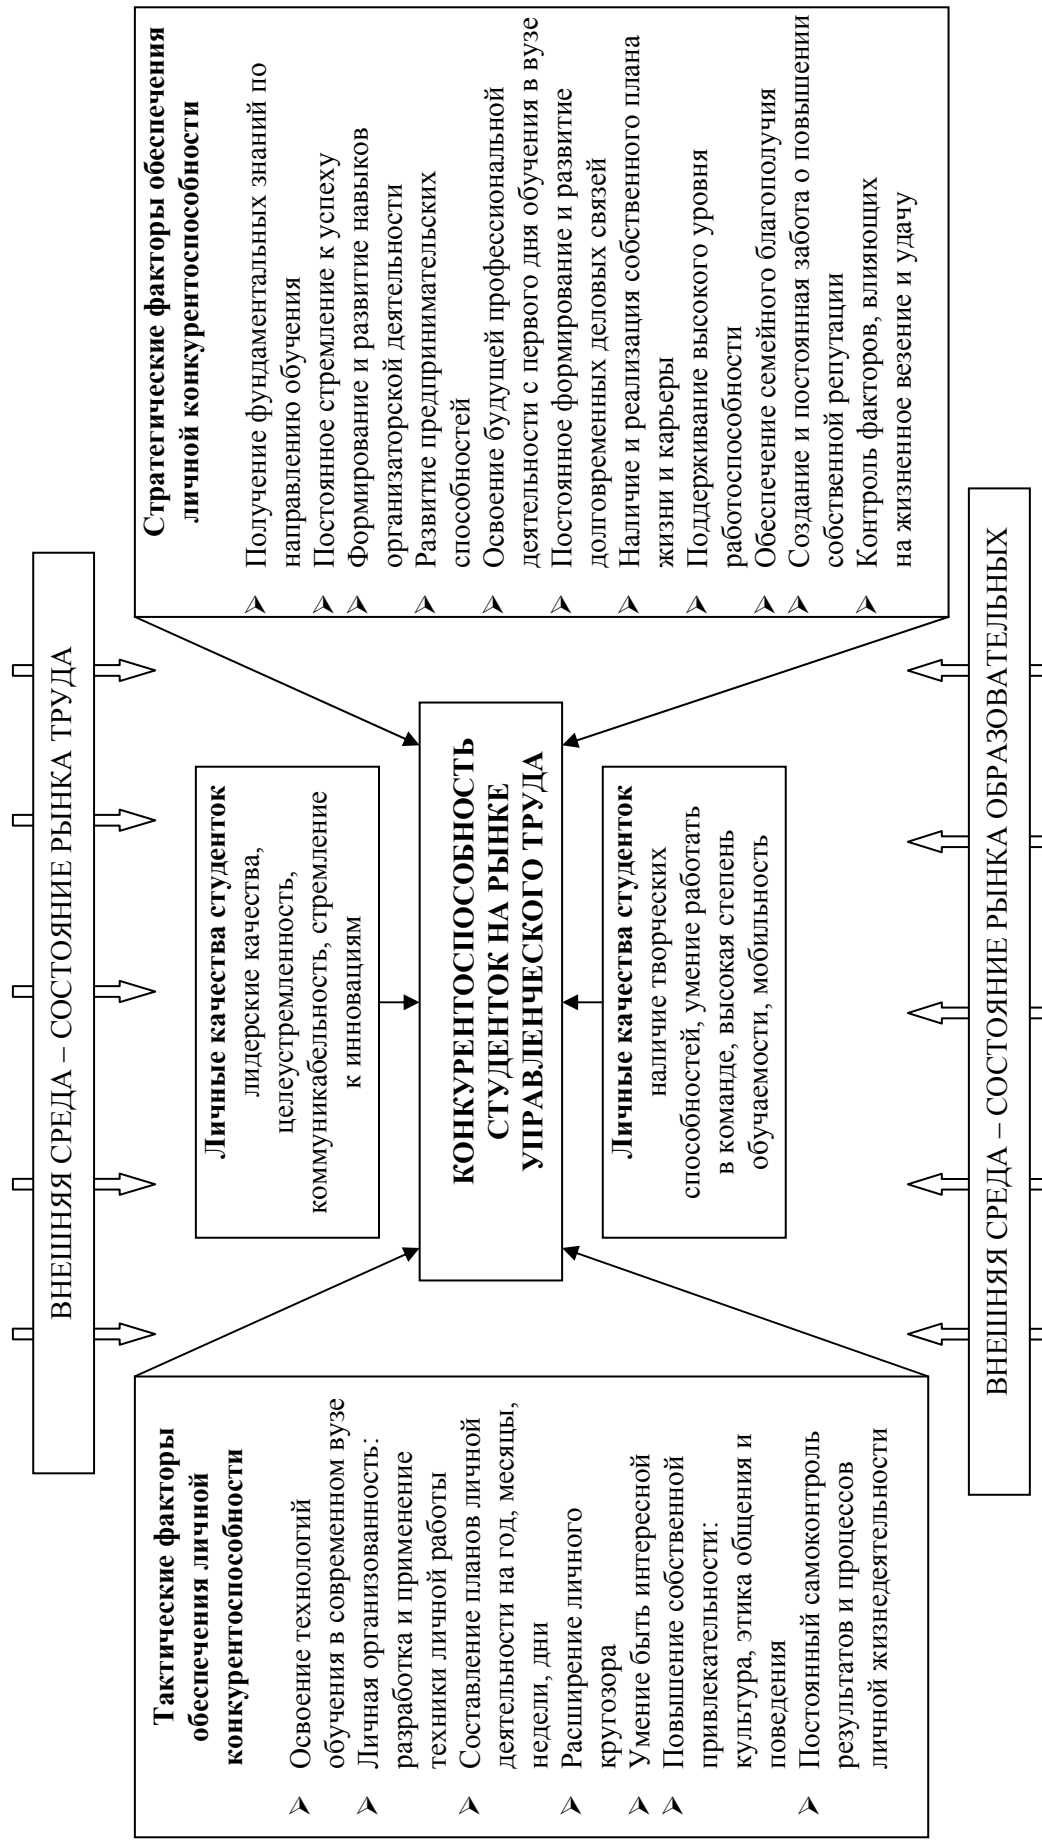 ВНЕШНЯЯ СРЕДА – СОСТОЯНИЕ РЫНКА ТРУДА
Тактические факторы
обеспечения личной
конкурентоспособности
Освоение технологий
обучения в современном вузе
Личная организованность:
разработка и применение
техники личной работы
Составление планов личной
деятельности на год, месяцы,
недели, дни
Расширение личного
кругозора
Умение быть интересной
Повышение собственной
привлекательности:
культура, этика общения и
поведения
Постоянный самоконтроль
результатов и процессов
личной жизнедеятельности
Личные качества студенток
лидерские качества,
целеустремленность,
коммуникабельность, стремление
к инновациям
КОНКУРЕНТОСПОСОБНОСТЬ
СТУДЕНТОК НА РЫНКЕ
УПРАВЛЕНЧЕСКОГО ТРУДА
Личные качества студенток
наличие творческих
способностей, умение работать
в команде, высокая степень
обучаемости, мобильность
Стратегические факторы обеспечения
личной конкурентоспособности
Получение фундаментальных знаний по
направлению обучения
Постоянное стремление к успеху
Формирование и развитие навыков
организаторской деятельности
Развитие предпринимательских
способностей
Освоение будущей профессиональной
деятельности с первого дня обучения в вузе
Постоянное формирование и развитие
долговременных деловых связей
Наличие и реализация собственного плана
жизни и карьеры
Поддерживание высокого уровня
работоспособности
Обеспечение семейного благополучия
Создание и постоянная забота о повышении
собственной репутации
Контроль факторов, влияющих
на жизненное везение и удачу
ВНЕШНЯЯ СРЕДА – СОСТОЯНИЕ РЫНКА ОБРАЗОВАТЕЛЬНЫХ